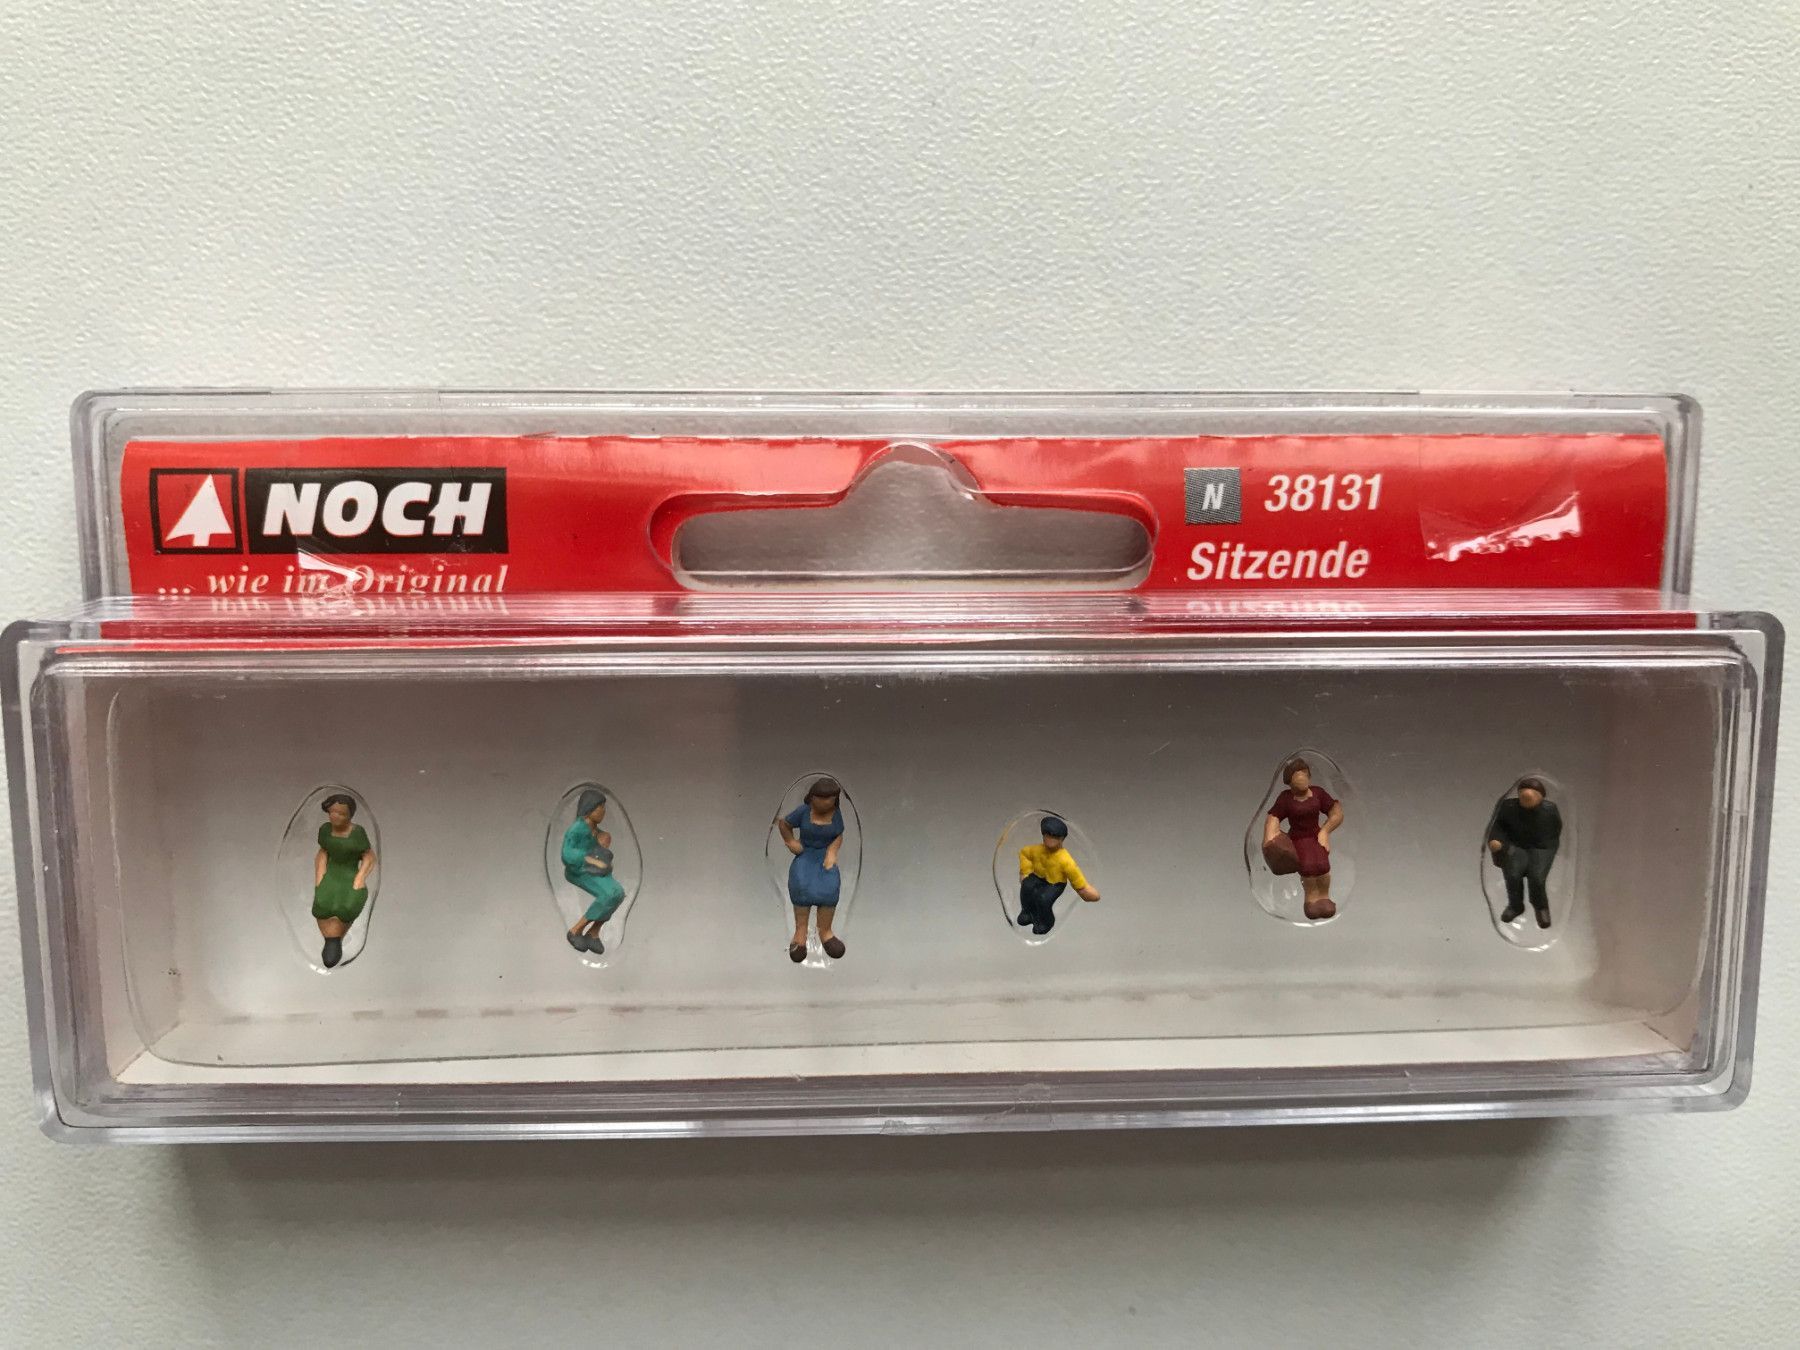 NOCH
... wie im Original
N 38131
Sitzende